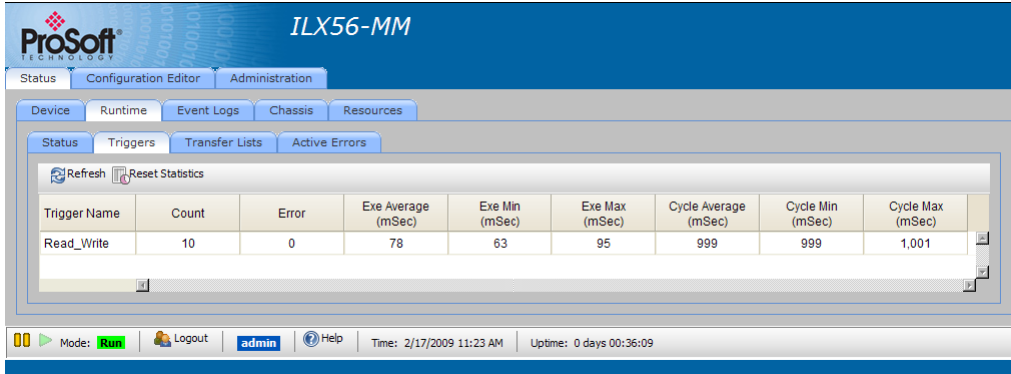 ProSoft®
TECHNOLOGY
ILX56-MM
Status Configuration Editor Administration
Device Runtime Event Logs Chassis Resources
Status Triggers Transfer Lists Active Errors
Refresh Reset Statistics
Trigger Name Count Error Exe Average (mSec) Exe Min (mSec) Exe Max (mSec) Cycle Average (mSec) Cycle Min (mSec) Cycle Max (mSec)
Read_Write 10 0 78 63 95 999 999 1,001
Mode: Run Logout admin Help Time: 2/17/2009 11:23 AM Uptime: 0 days 00:36:09